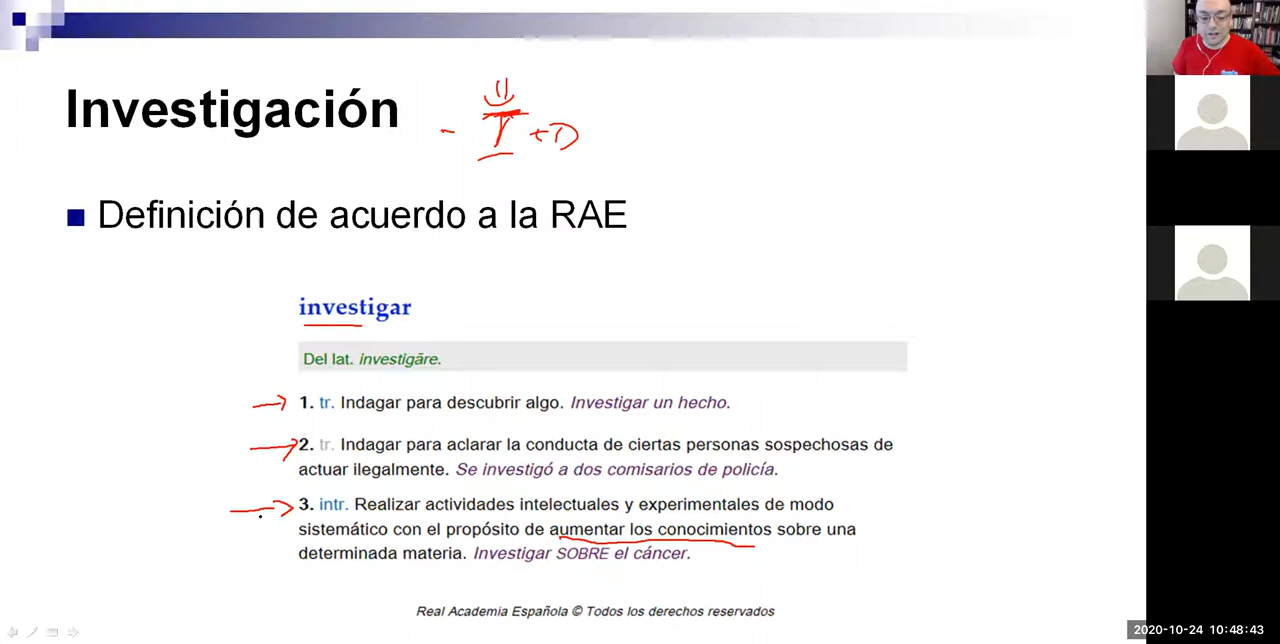 Investigación
- I + D
Definición de acuerdo a la RAE
investigar
Del lat. investigāre.
1. tr. Indagar para descubrir algo. Investigar un hecho.
2. tr. Indagar para aclarar la conducta de ciertas personas sospechosas de
actuar ilegalmente. Se investigó a dos comisarios de policía.
3. intr. Realizar actividades intelectuales y experimentales de modo
sistemático con el propósito de aumentar los conocimientos sobre una
determinada materia. Investigar SOBRE el cáncer.
Real Academia Española © Todos los derechos reservados
2020-10-24 10:48:43